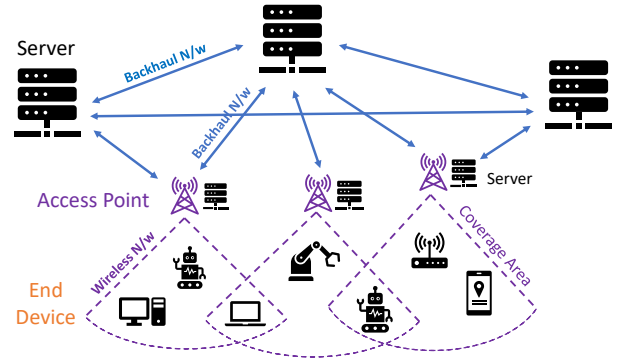 Server
Backhaul N/w
Backhaul N/w
Server
Access Point
Wireless N/w
Coverage Area
End
Device